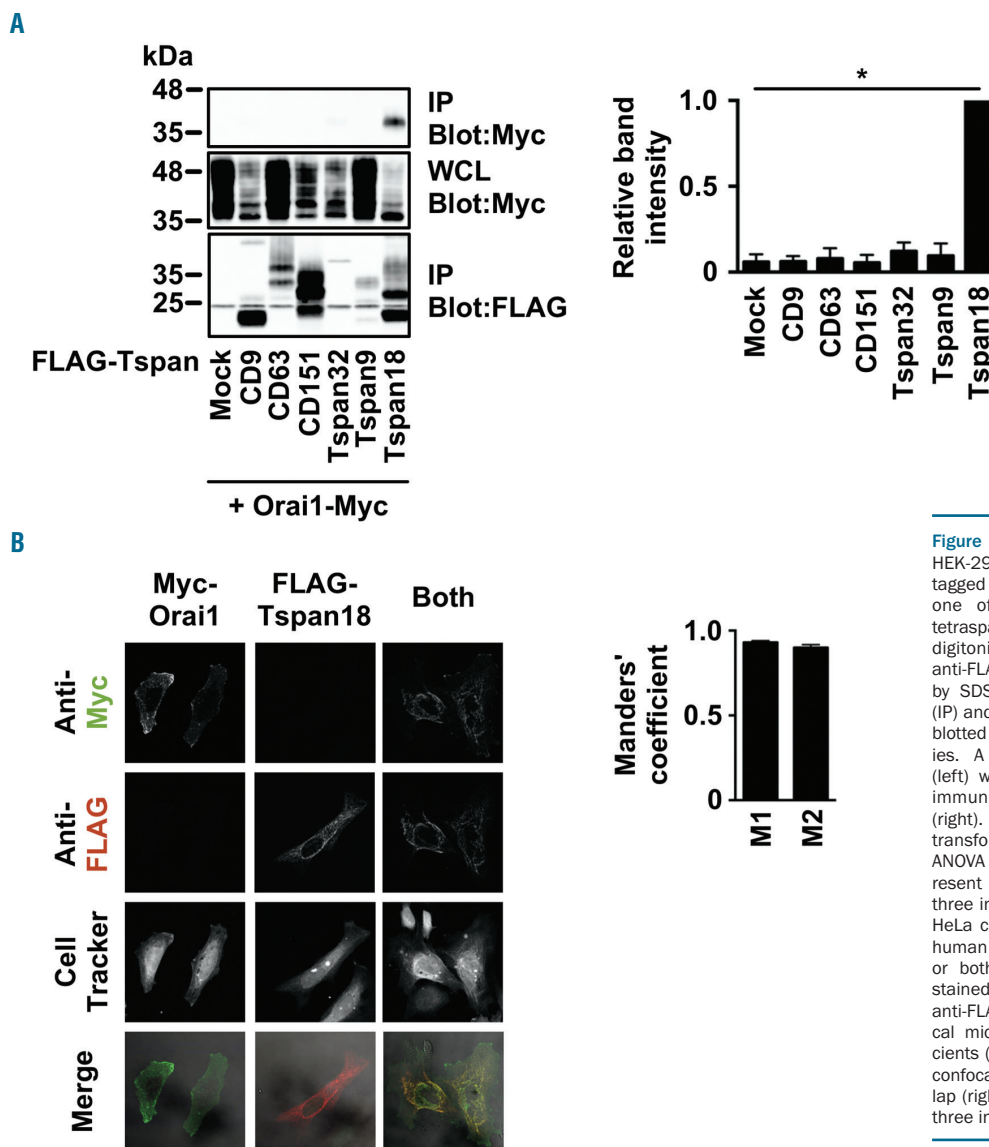 A
kDa
48
35
IP
Blot:Myc
48
35
WCL
Blot:Myc
35
25
IP
Blot:FLAG
FLAG-Tspan
Mock
CD9
CD63
CD151
Tspan32
Tspan9
Tspan18
+ Orai1-Myc
*
Relative band
intensity
1.0
0.5
0
Mock
CD9
CD63
CD151
Tspan32
Tspan9
Tspan18
B
Myc-
Orai1
FLAG-
Tspan18
Both
Anti-
Myc
Anti-
FLAG
Cell
Tracker
Merge
Manders'
coefficient
1.0
0.5
0
M1
M2
Figure
HEK-29
tagged
one of
tetraspa
digitoni
anti-FLA
by SDS
(IP) and
blotted
ies. A
(left) w
immun
(right).
transfo
ANOVA
resent
three in
HeLa c
human
or both
stained
anti-FLA
cal mic
cients (
confoca
lap (righ
three in